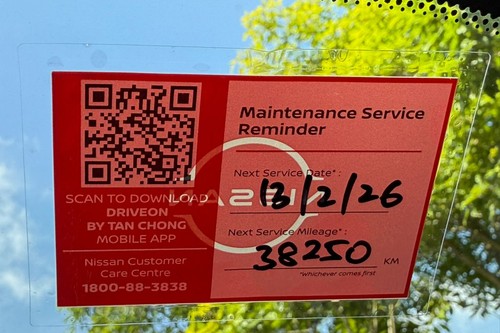 SCAN TO DOWNLOAD
DRIVEON
BY TAN CHONG
MOBILE APP
Nissan Customer
Care Centre
1800-88-3838
Maintenance Service
Reminder
Next Service Date* :
13/2/26
Next Service Mileage* :
38250 KM
*Whichever comes first
NISSAN